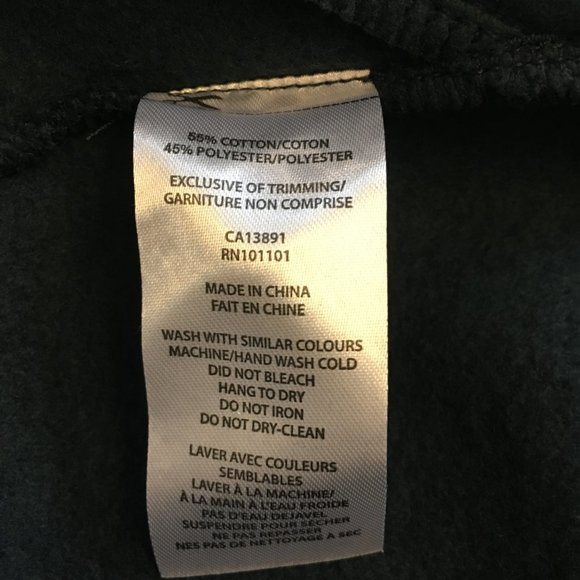 55% COTTON/COTON
45% POLYESTER/POLYESTER
EXCLUSIVE OF TRIMMING/
GARNITURE NON COMPRISE
CA13891
RN101101
MADE IN CHINA
FAIT EN CHINE
WASH WITH SIMILAR COLOURS
MACHINE/HAND WASH COLD
DID NOT BLEACH
HANG TO DRY
DO NOT IRON
DO NOT DRY-CLEAN
LAVER AVEC COULEURS
SEMBLABLES
LAVER À LA MACHINE/
À LA MAIN À L'EAU FROIDE
PAS D'EAU DEJAVEL
SUSPENDRE POUR SÉCHER
NE PAS REPASSER
NES PAS DE NETTOYAGE À SEC